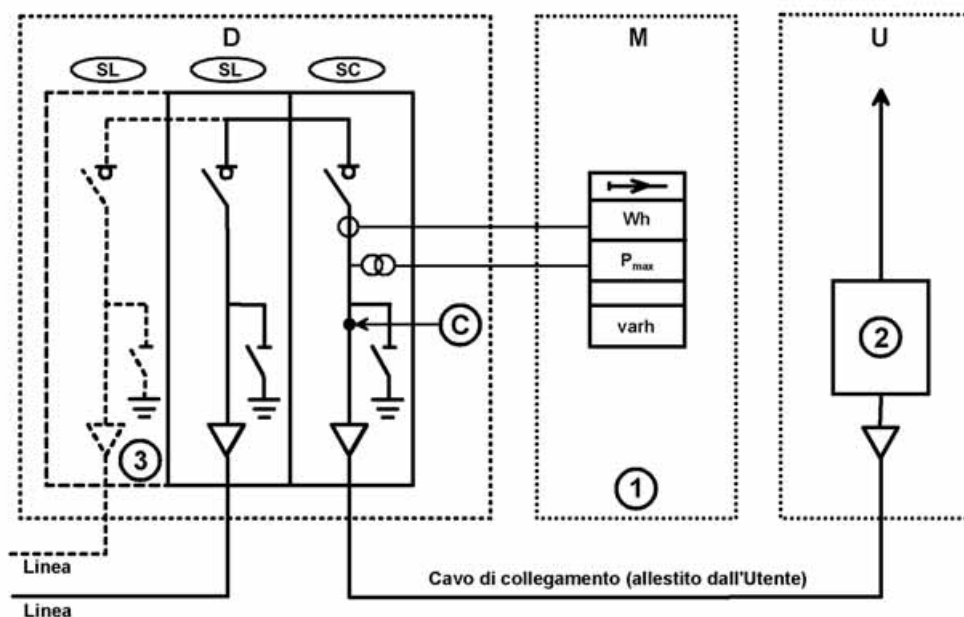 D
M
U
SL
SL
SC
Wh
Pmax
varh
C
2
3
1
Linea
Cavo di collegamento (allestito dall'Utente)
Linea